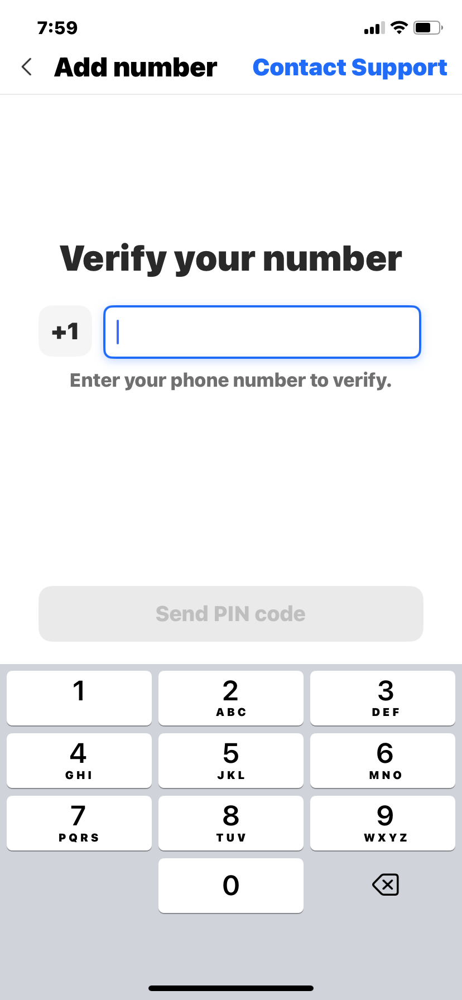 7:59
Add number Contact Support
Verify your number
+1
Enter your phone number to verify.
Send PIN code
1 2 3
ABC DEF
4 5 6
GHI JKL MNO
7 8 9
PQRS TUV WXYZ
0